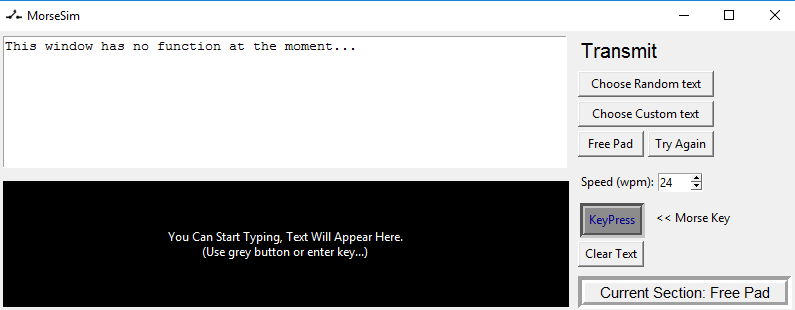 MorseSim
This window has no function at the moment...
Transmit
Choose Random text
Choose Custom text
Free Pad
Try Again
Speed (wpm): 24
KeyPress
<< Morse Key
Clear Text
You Can Start Typing, Text Will Appear Here.
(Use grey button or enter key...)
Current Section: Free Pad